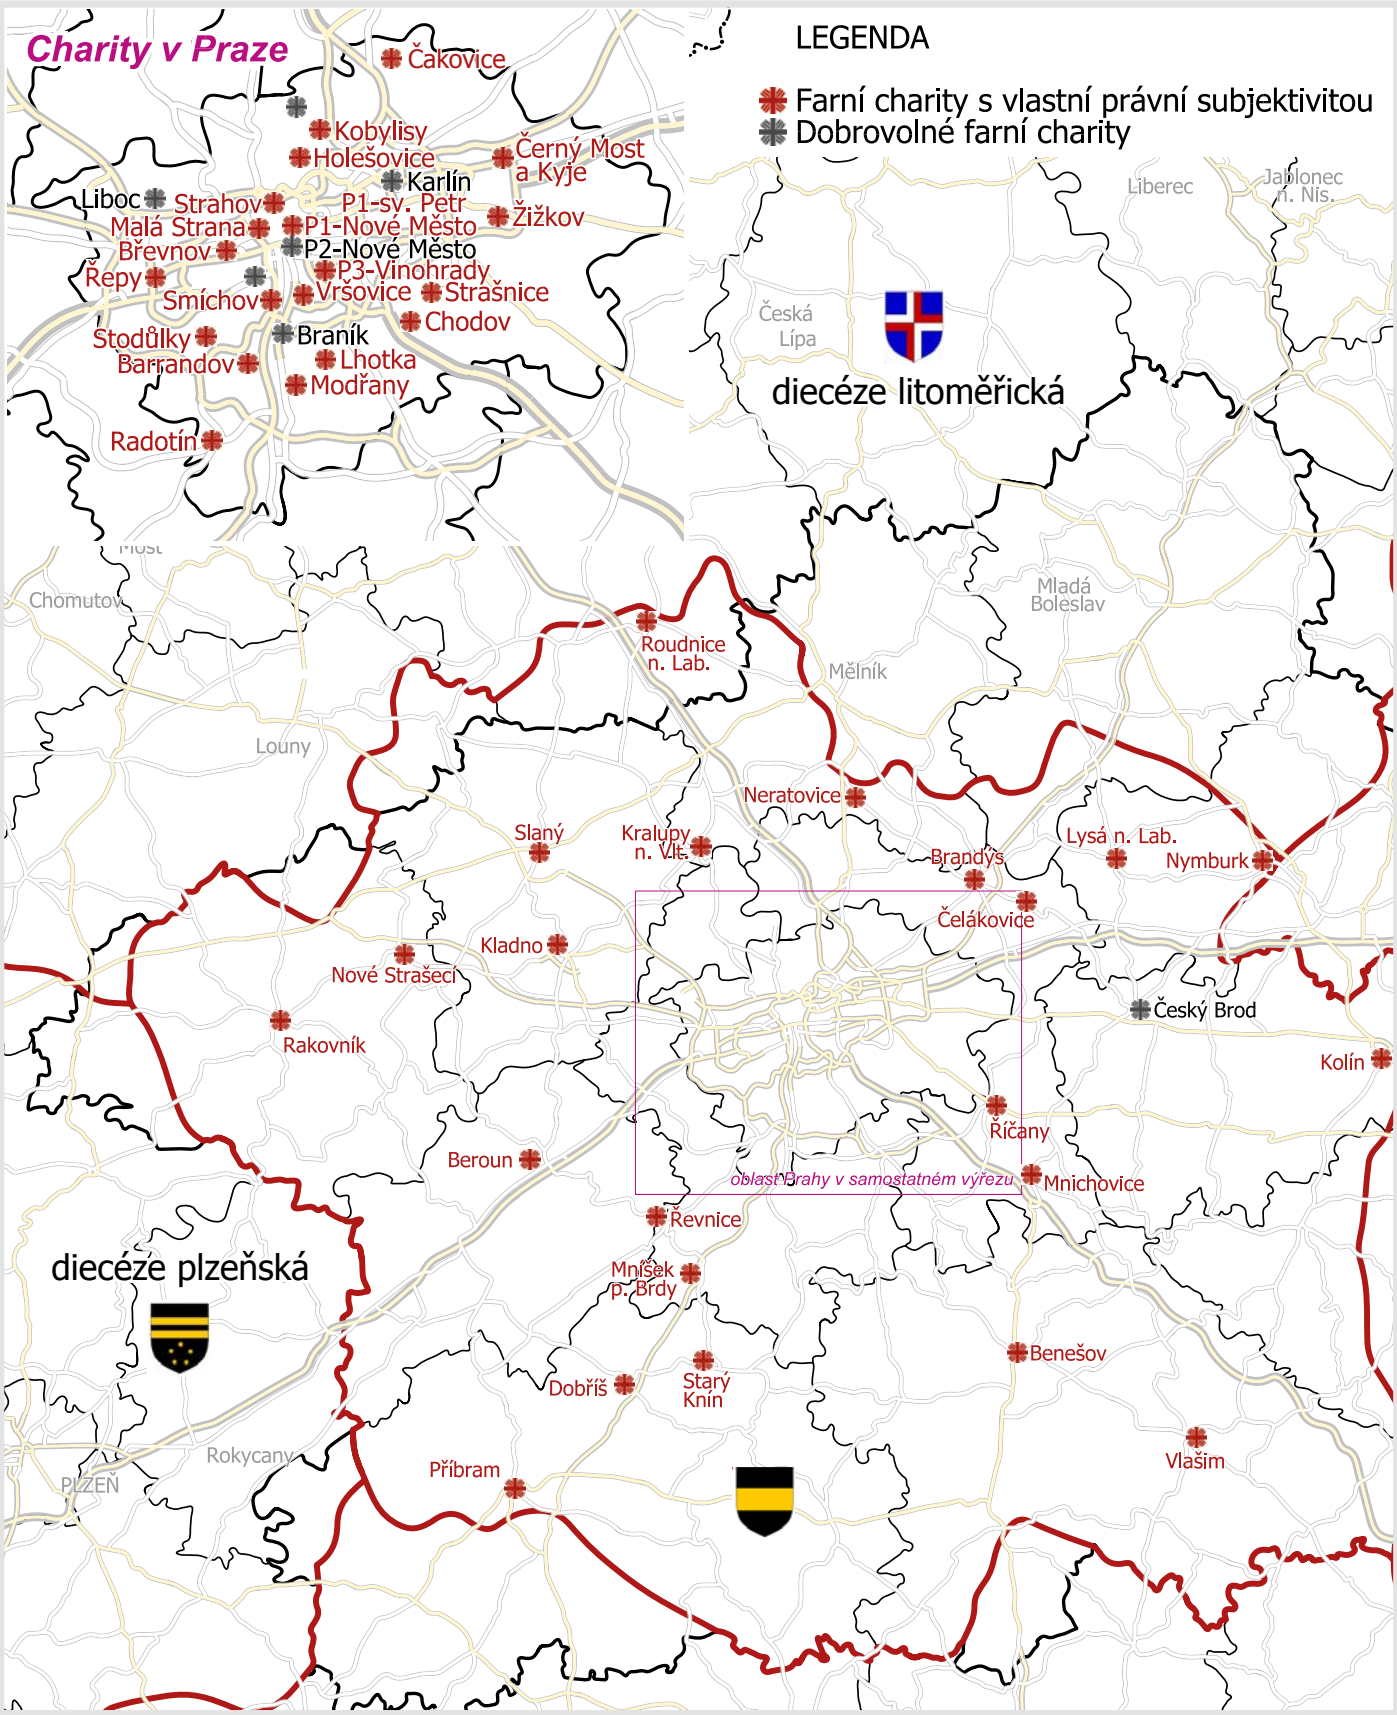 Charity v Praze
Čakovice
Kobylisy
Holešovice
Černý Most
a Kyje
Karlín
Liboc
Strahov
P1-sv. Petr
Malá Strana
P1-Nové Město
Žižkov
Břevnov
P2-Nové Město
Řepy
P3-Vinohrady
Smíchov
Vršovice
Strašnice
Chodov
Stodůlky
Braník
Barrandov
Lhotka
Modřany
Radotín
LEGENDA
Farní charity s vlastní právní subjektivitou
Dobrovolné farní charity
Liberec
Jablonec
n. Nis.
Česká
Lípa
diecéze litoměřická
Most
Chomutov
Mladá
Boleslav
Roudnice
n. Lab.
Mělník
Louny
Neratovice
Slaný
Kralupy
n. Vlt.
Lysá n. Lab.
Brandýs
Nymburk
Čelákovice
Kladno
Nové Strašecí
Český Brod
Rakovník
Kolín
Říčany
Beroun
oblast Prahy v samostatném výřezu
Mnichovice
Řevnice
diecéze plzeňská
Mníšek
p. Brdy
Benešov
Dobříš
Starý
Knín
Rokycany
Vlašim
Příbram
PLZEŇ